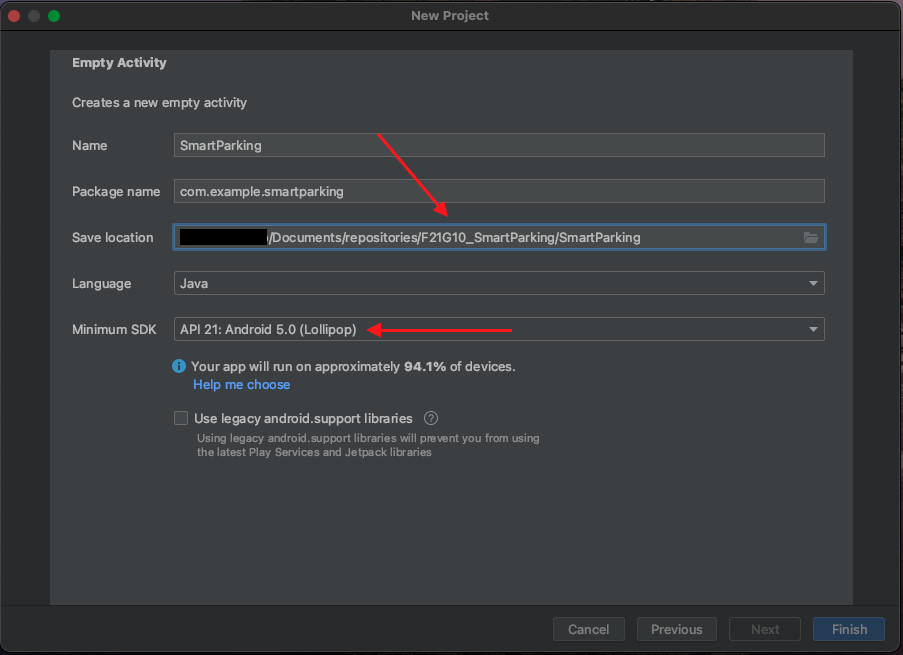 New Project
Empty Activity
Creates a new empty activity
Name SmartParking
Package name com.example.smartparking
Save location /Documents/repositories/F21G10_SmartParking/SmartParking
Language Java
Minimum SDK API 21: Android 5.0 (Lollipop)
i Your app will run on approximately 94.1% of devices.
Help me choose
Use legacy android.support libraries ?
Using legacy android.support libraries will prevent you from using
the latest Play Services and Jetpack libraries
Cancel Previous Next Finish